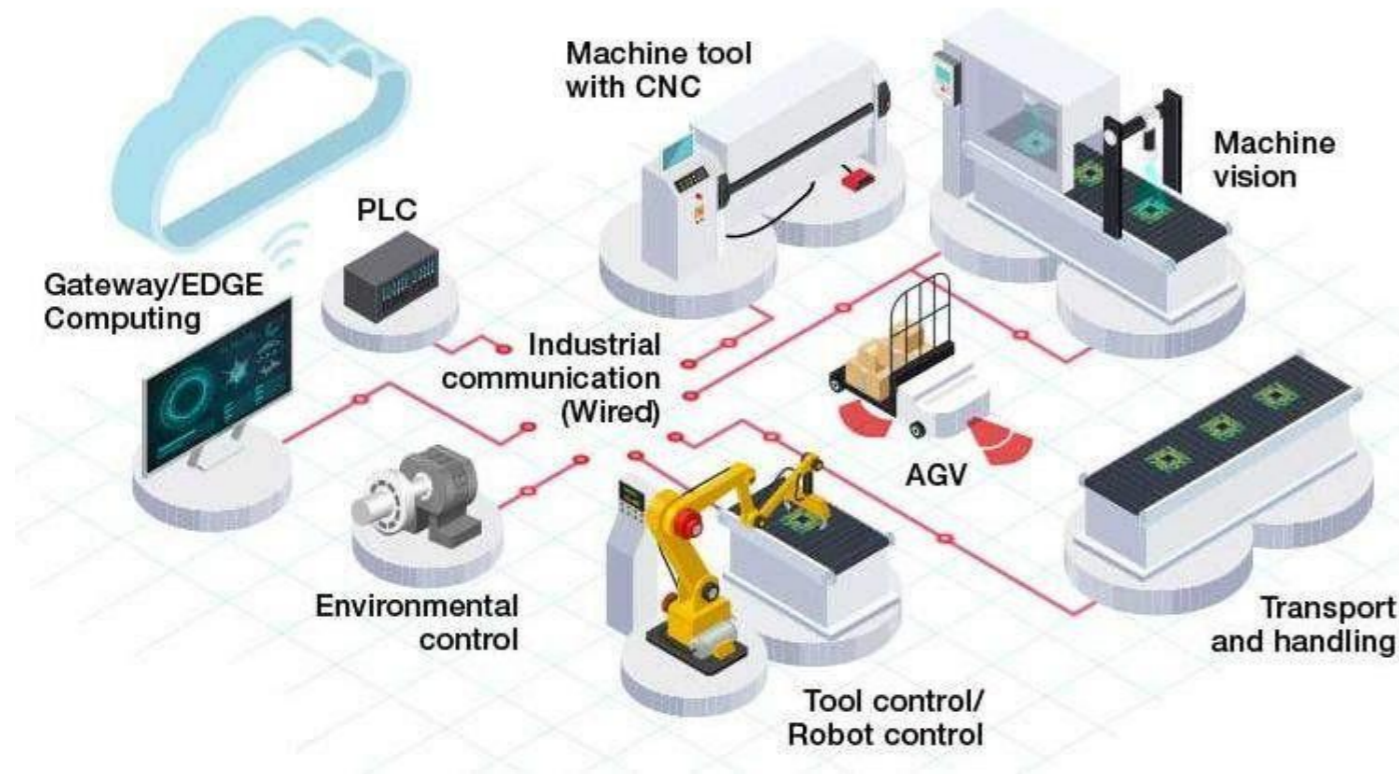 Machine tool
with CNC
Machine
vision
PLC
Gateway/EDGE
Computing
Industrial
communication
(Wired)
AGV
Environmental
control
Transport
and handling
Tool control/
Robot control